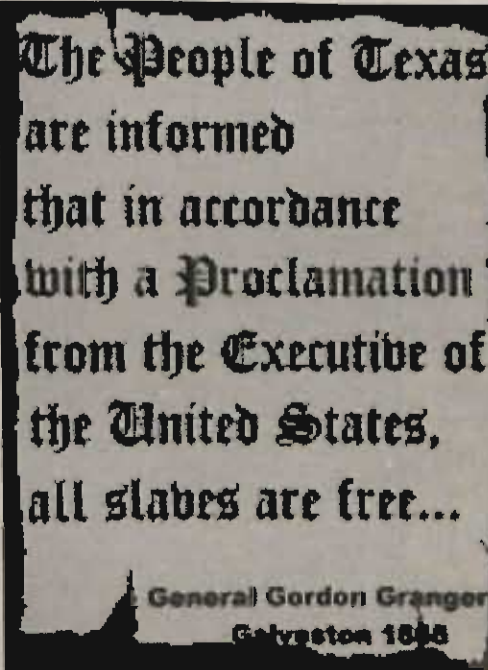 The People of Texas
are informed
that in accordance
with a Proclamation
from the Executive of
the United States,
all slaves are free...
General Gordon Granger
Galveston